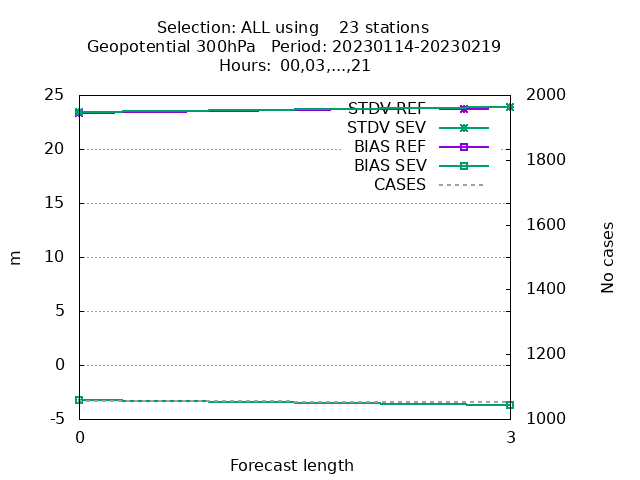 Selection: ALL using    23 stations
Geopotential 300hPa   Period: 20230114-20230219
Hours: 00,03,...,21
25
20
15
10
5
0
-5
m
2000
1800
1600
1400
1200
1000
No cases
STDV REF
STDV SEV
BIAS REF
BIAS SEV
CASES
0
3
Forecast length